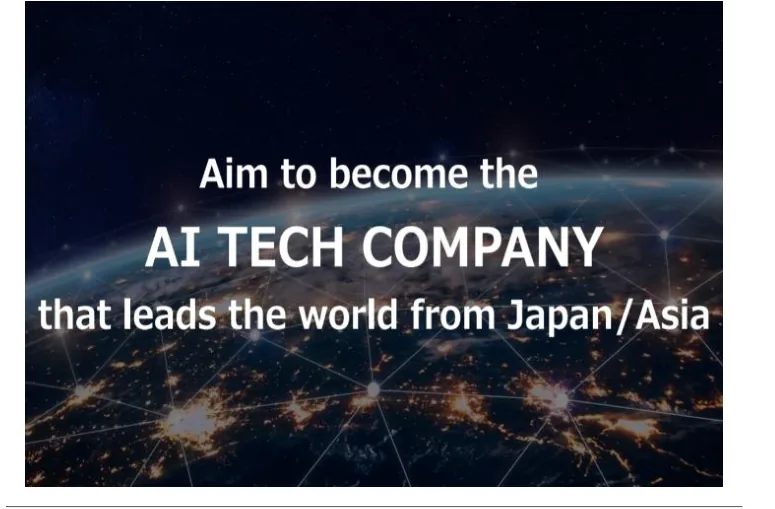 Aim to become the
AI TECH COMPANY
that leads the world from Japan/Asia